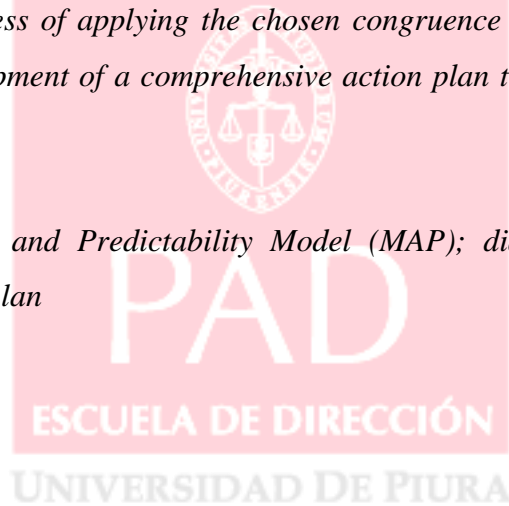 ess of applying the chosen congruence
pment of a comprehensive action plan t
and Predictability Model (MAP); di
lan
PAD
ESCUELA DE DIRECCIÓN
UNIVERSIDAD DE PIURA